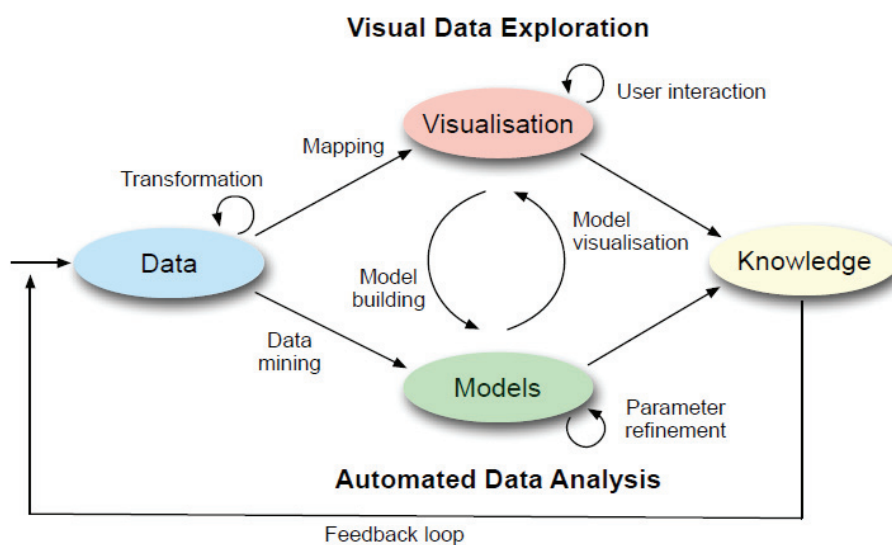 Visual Data Exploration
User interaction
Visualisation
Mapping
Transformation
Model
visualisation
Data
Knowledge
Model
building
Data
mining
Models
Parameter
refinement
Automated Data Analysis
Feedback loop